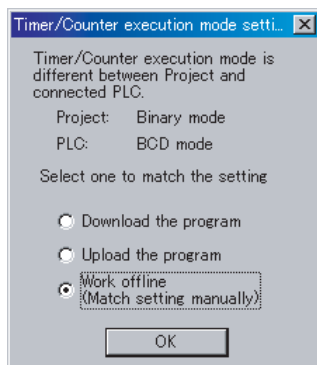 Timer/Counter execution mode setti...
Timer/Counter execution mode is
different between Project and
connected PLC.
Project: Binary mode
PLC: BCD mode
Select one to match the setting
Download the program
Upload the program
Work offline
(Match setting manually)
OK